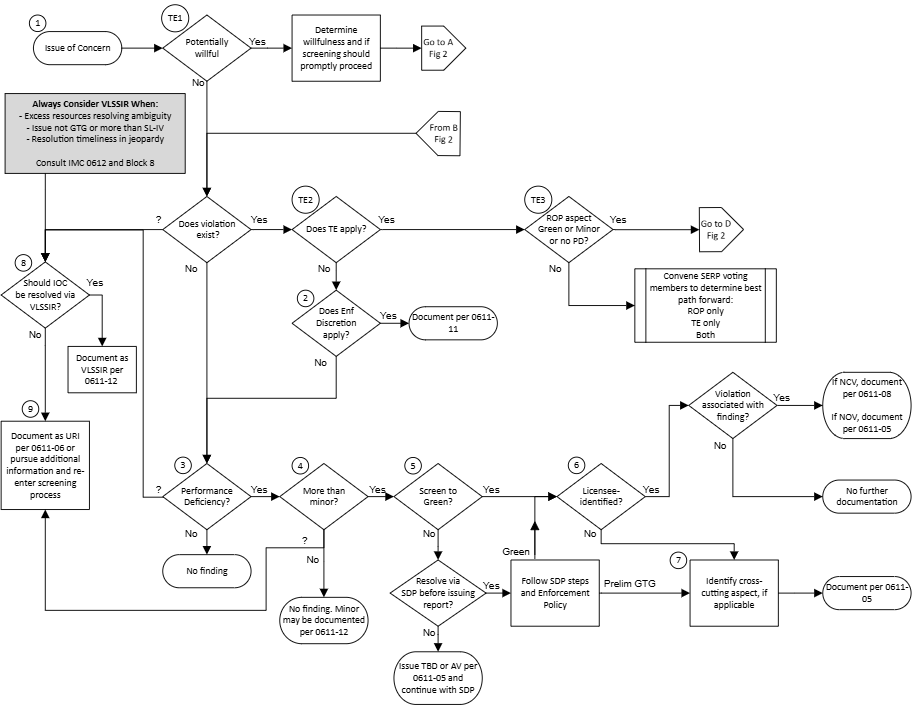 1
Issue of Concern
TE1
Potentially
willful
Yes
No
Determine
willfulness and if
screening should
promptly proceed
Go to A
Fig 2
Always Consider VLSSIR When:
- Excess resources resolving ambiguity
- Issue not GTG or more than SL-IV
- Resolution timeliness in jeopardy
Consult IMC 0612 and Block 8
From B
Fig 2
?
Does violation
exist?
Yes
No
TE2
Does TE apply?
Yes
No
TE3
ROP aspect
Green or Minor
or no PD?
Yes
No
Go to D
Fig 2
Convene SERP voting
members to determine best
path forward:
ROP only
TE only
Both
8
Should IOC
be resolved via
VLSSIR?
Yes
No
Document as
VLSSIR per
0611-12
2
Does Enf
Discretion
apply?
Yes
No
Document per 0611-
11
9
Document as URI
per 0611-06 or
pursue additional
information and re-
enter screening
process
3
?
Performance
Deficiency?
Yes
No
No finding
4
More than
minor?
Yes
?
No
No finding. Minor
may be documented
per 0611-12
5
Screen to
Green?
Yes
No
Resolve via
SDP before issuing
report?
Yes
No
Issue TBD or AV per
0611-05 and
continue with SDP
Green
Follow SDP steps
and Enforcement
Policy
Prelim GTG
6
Licensee-
identified?
Yes
No
Violation
associated with
finding?
Yes
No
If NCV, document
per 0611-08
If NOV, document
per 0611-05
No further
documentation
7
Identify cross-
cutting aspect, if
applicable
Document per 0611-
05